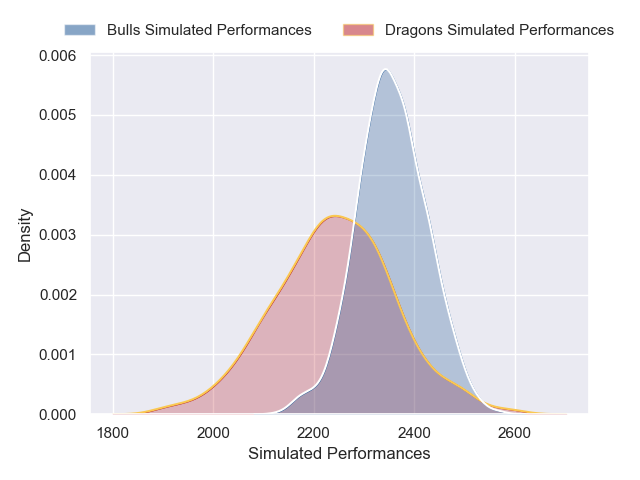 Bulls Simulated Performances Dragons Simulated Performances
0.006
0.005
0.004
0.003
0.002
0.001
0.000
Density
1800 2000 2200 2400 2600
Simulated Performances